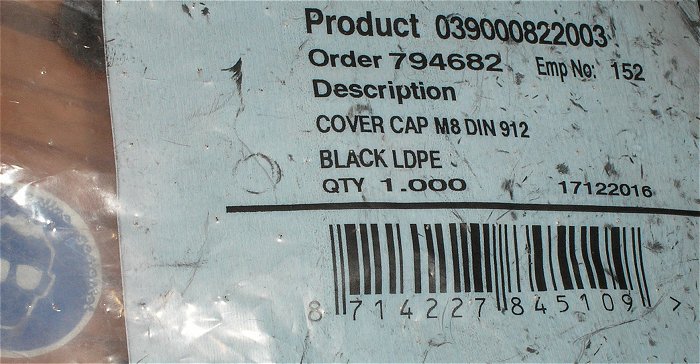 Product 039000822003
Order 794682 Emp No: 152
Description
COVER CAP M8 DIN 912
BLACK LDPE
QTY 1.000 17122016
8 714227 845109 >